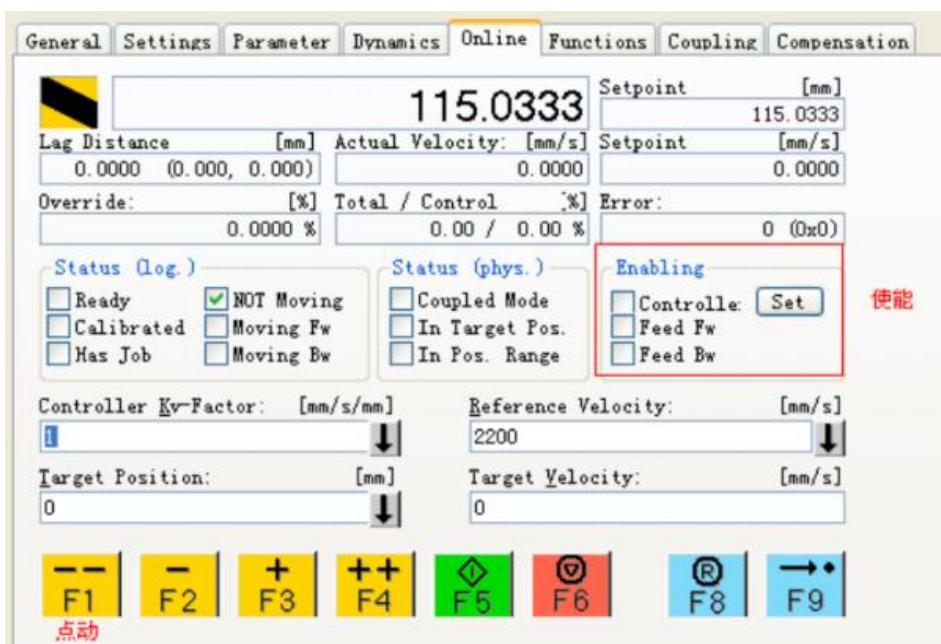 General Settings Parameter Dynamics Online Functions Coupling Compensation
115.0333
Setpoint [mm]
115.0333
Lag Distance [mm] Actual Velocity: [mm/s] Setpoint [mm/s]
0.0000 (0.000, 0.000) 0.0000 0.0000
Override: [%] Total / Control [%] Error:
0.0000 % 0.00 / 0.00 % 0 (0x0)
Status (log.) Status (phys.) Enabling
Ready NOT Moving Coupled Mode Controlle: Set 使能
Calibrated Moving Fw In Target Pos. Feed Fw
Has Job Moving Bw In Pos. Range Feed Bw
Controller Kv-Factor: [mm/s/mm] Reference Velocity: [mm/s]
1 2200
Target Position: [mm] Target Velocity: [mm/s]
0 0
-- - + ++ R
F1 F2 F3 F4 F5 F6 F8 F9
点动